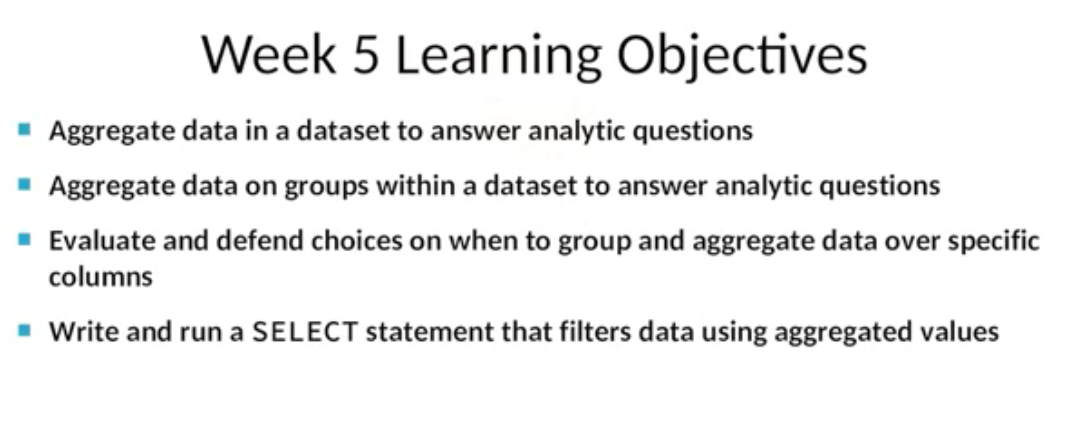 Week 5 Learning Objectives
Aggregate data in a dataset to answer analytic questions
Aggregate data on groups within a dataset to answer analytic questions
Evaluate and defend choices on when to group and aggregate data over specific
columns
Write and run a SELECT statement that filters data using aggregated values